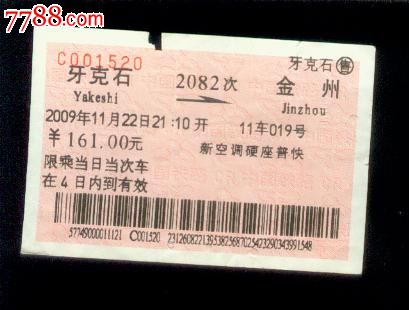 7788.com
C001520
牙克石 售
牙克石 2082次 金州
Yakeshi Jinzhou
2009年11月22日21:10开 11车019号
￥161.00元 新空调硬座普快
限乘当日当次车
在4日内到有效
57749000011121 C001520 23126082213953825687025423290343991548